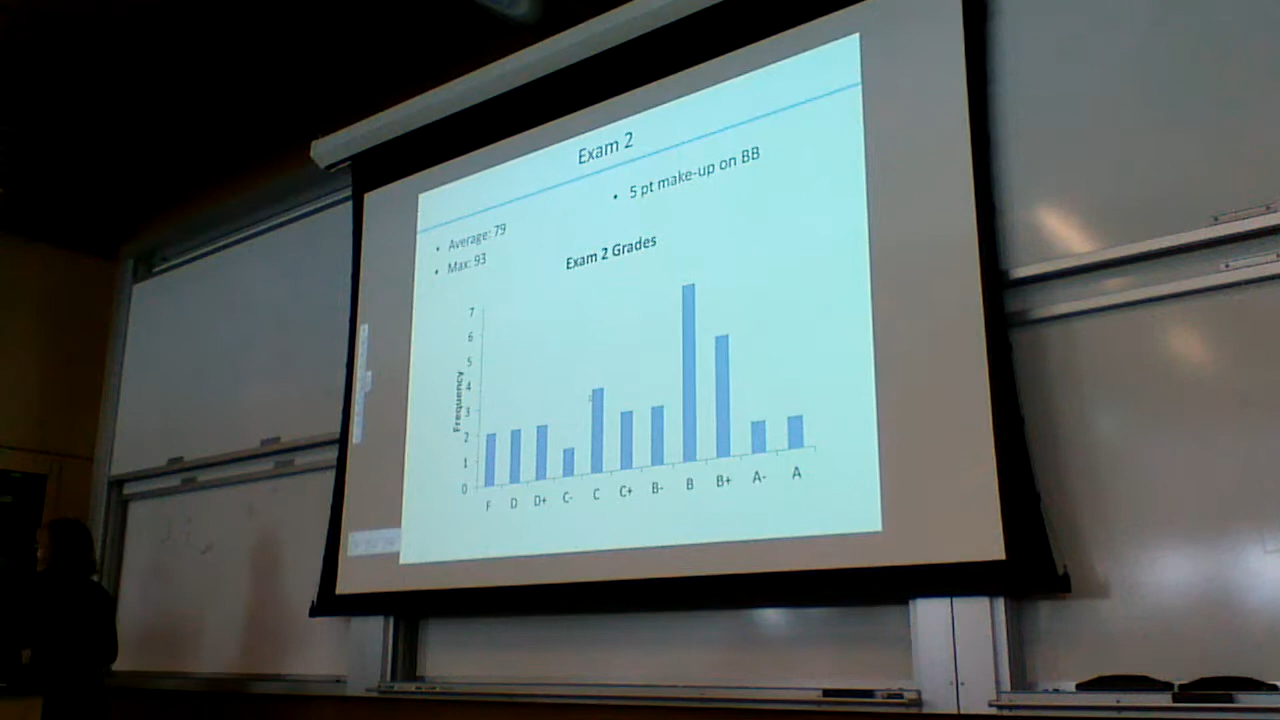 Exam 2
• 5 pt make-up on BB
• Average: 79
• Max: 93
Exam 2 Grades
Frequency
7
6
5
4
3
2
1
0
F D D+ C- C C+ B- B B+ A- A